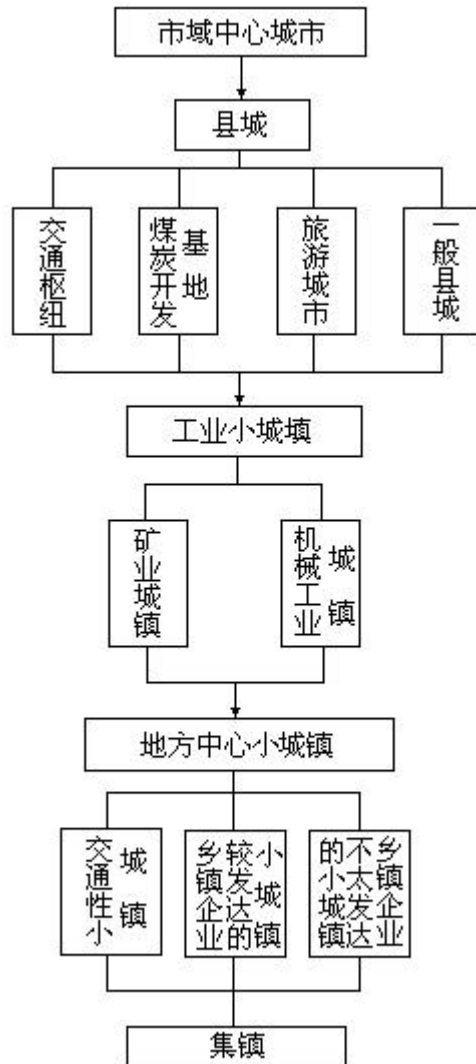 市域中心城市
县城
交通枢纽
煤炭开发
基地
旅游城市
一般县城
工业小城填
矿业城镇
机械工业
城镇
地方中心小城镇
交通性小
城镇
乡镇企业
较发达的
小城镇
乡镇企业
不太发达
的小城镇
集镇